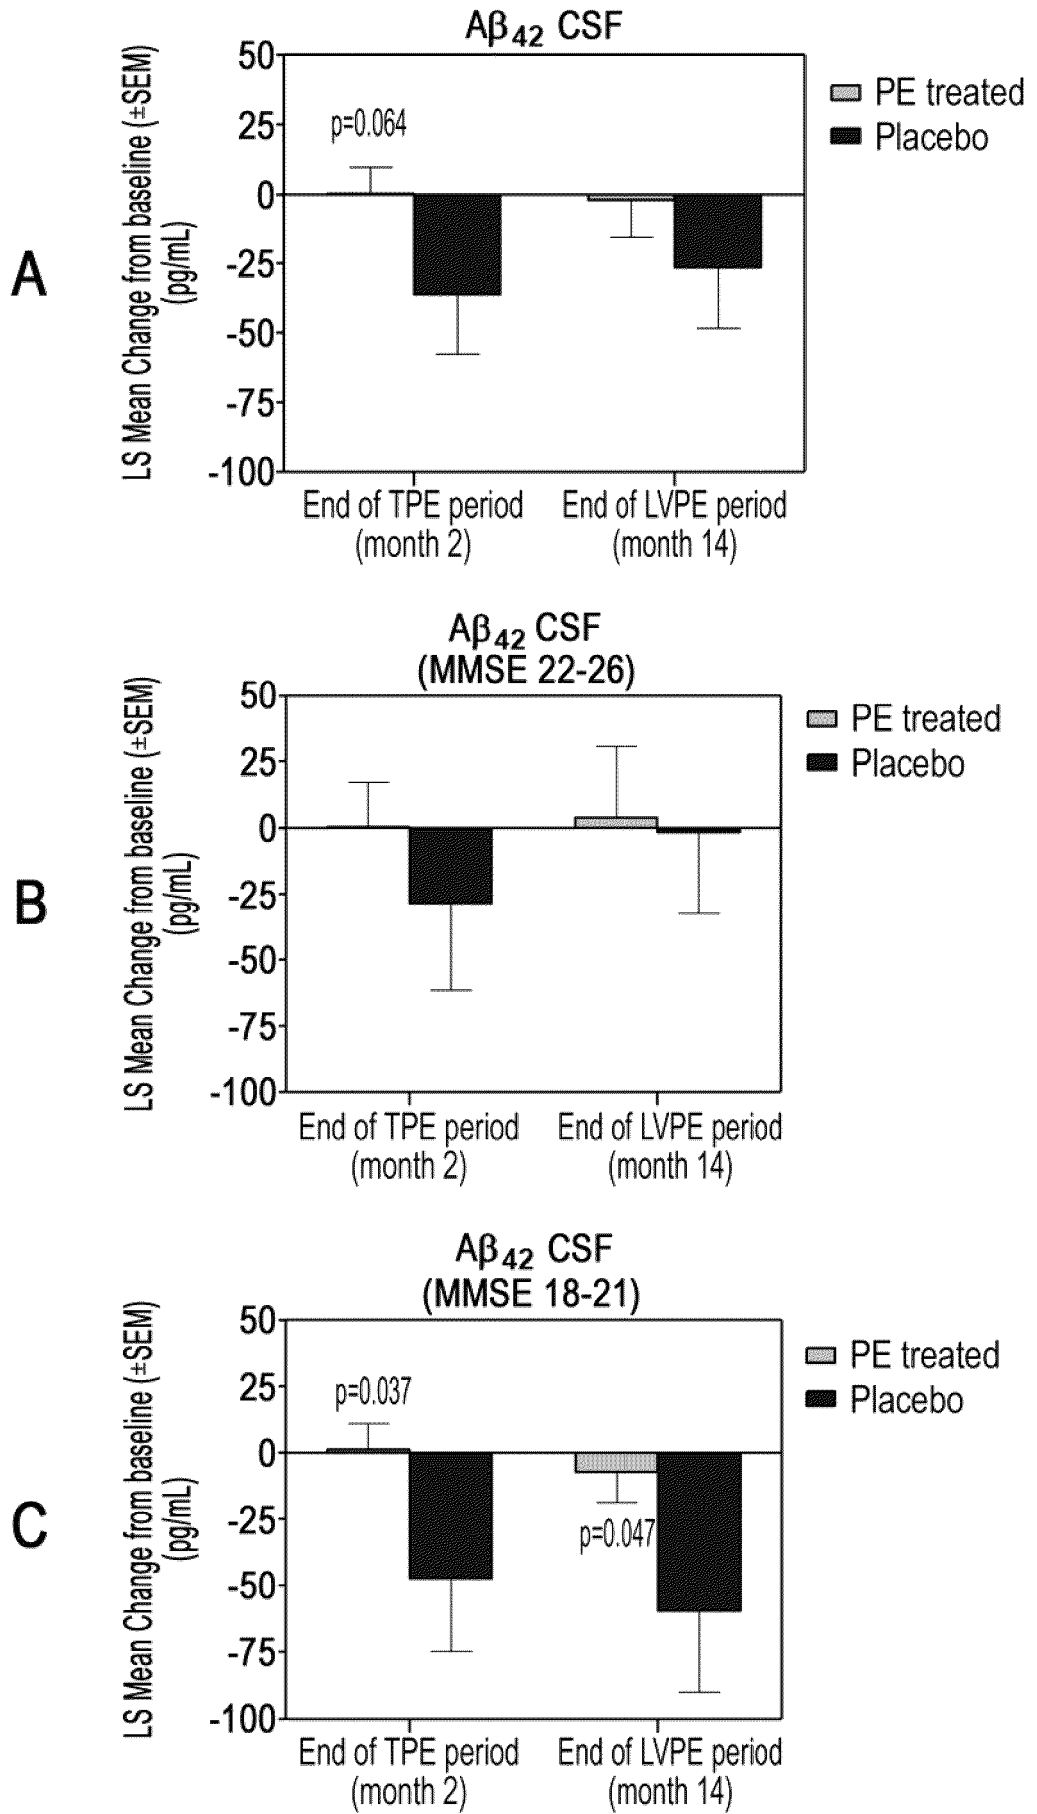 A
Aβ42 CSF
LS Mean Change from baseline (±SEM)
(pg/mL)
50
25
0
-25
-50
-75
-100
p=0.064
PE treated
Placebo
End of TPE period
(month 2)
End of LVPE period
(month 14)
B
Aβ42 CSF
(MMSE 22-26)
LS Mean Change from baseline (±SEM)
(pg/mL)
50
25
0
-25
-50
-75
-100
PE treated
Placebo
End of TPE period
(month 2)
End of LVPE period
(month 14)
C
Aβ42 CSF
(MMSE 18-21)
LS Mean Change from baseline (±SEM)
(pg/mL)
50
25
0
-25
-50
-75
-100
p=0.037
p=0.047
PE treated
Placebo
End of TPE period
(month 2)
End of LVPE period
(month 14)